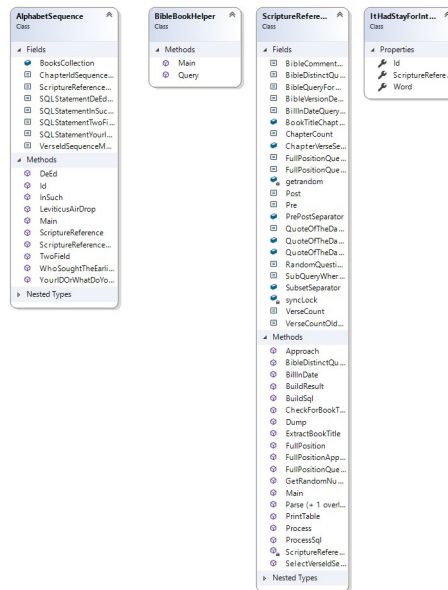 AlphabetSequence
Class
Fields
BooksCollection
ChapterIdSequence...
ScriptureReference...
SQLStatementDeEd...
SQLStatementInSuc...
SQLStatementTwoFi...
SQLStatementYourI...
VerseIdSequenceM...
Methods
DeEd
Id
InSuch
LeviticusAirDrop
Main
ScriptureReference
ScriptureReference...
TwoField
WhoSoughtTheEarli...
YourIDOrWhatDoYo...
Nested Types
BibleBookHelper
Class
Methods
Main
Query
ScriptureRefere...
Class
Fields
BibleComment...
BibleDistinctQu...
BibleQueryFor...
BibleVersionDe...
BillInDateQuery...
BookTitleChapt...
ChapterCount
ChapterVerseSe...
FullPositionQue...
FullPositionQue...
getrandom
Post
Pre
PrePostSeparator
QuoteOfTheDa...
QuoteOfTheDa...
QuoteOfTheDa...
RandomQuesti...
SubQueryWher...
SubsetSeparator
syncLock
VerseCount
VerseCountOld...
Methods
Approach
BibleDistinctQu...
BillInDate
BuildResult
BuildSql
CheckForBookT...
Dump
ExtractBookTitle
FullPosition
FullPositionApp...
FullPositionQue...
GetRandomNu...
Main
Parse (+ 1 overl...
PrintTable
Process
ProcessSql
ScriptureRefere...
SelectVerseIdSe...
Nested Types
ItHadStayForInt...
Class
Properties
Id
ScriptureRefere...
Word